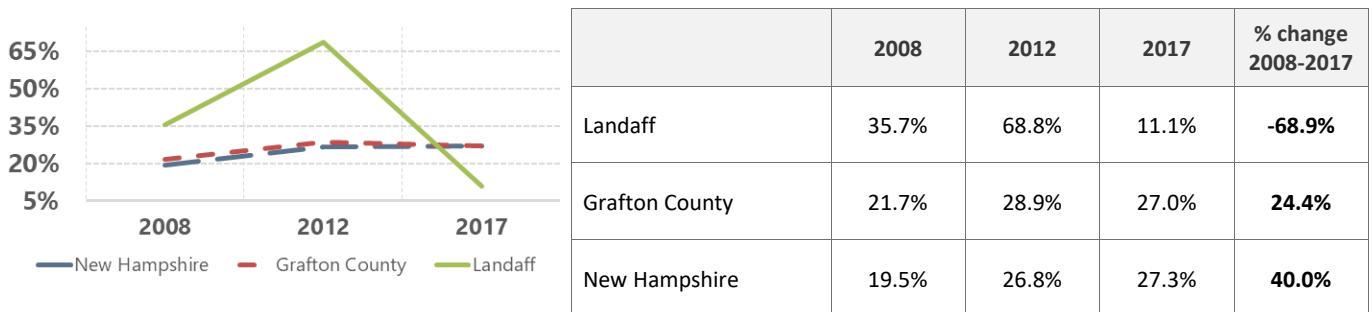 65%
50%
35%
20%
5%
2008 2012 2017
New Hampshire Grafton County Landaff
2008 2012 2017 % change
2008-2017
Landaff 35.7% 68.8% 11.1% -68.9%
Grafton County 21.7% 28.9% 27.0% 24.4%
New Hampshire 19.5% 26.8% 27.3% 40.0%